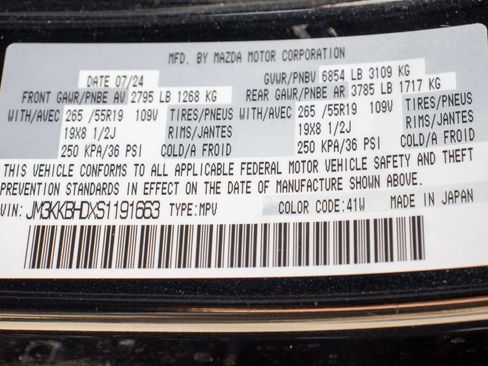 MFD. BY MAZDA MOTOR CORPORATION
DATE 07/24 GVWR/PNBV 6854 LB 3109 KG
FRONT GAWR/PNBE AV 2795 LB 1268 KG REAR GAWR/PNBE AR 3785 LB 1717 KG
WITH/AVEC 265 /55R19 109V TIRES/PNEUS WITH/AVEC 265 /55R19 109V TIRES/PNEUS
19X8 1/2J RIMS/JANTES 19X8 1/2J RIMS/JANTES
250 KPA/36 PSI COLD/A FROID 250 KPA/36 PSI COLD/A FROID
THIS VEHICLE CONFORMS TO ALL APPLICABLE FEDERAL MOTOR VEHICLE SAFETY AND THEFT
PREVENTION STANDARDS IN EFFECT ON THE DATE OF MANUFACTURE SHOWN ABOVE.
VIN: JM3KKBHDXS1191663 TYPE:MPV COLOR CODE:41W MADE IN JAPAN